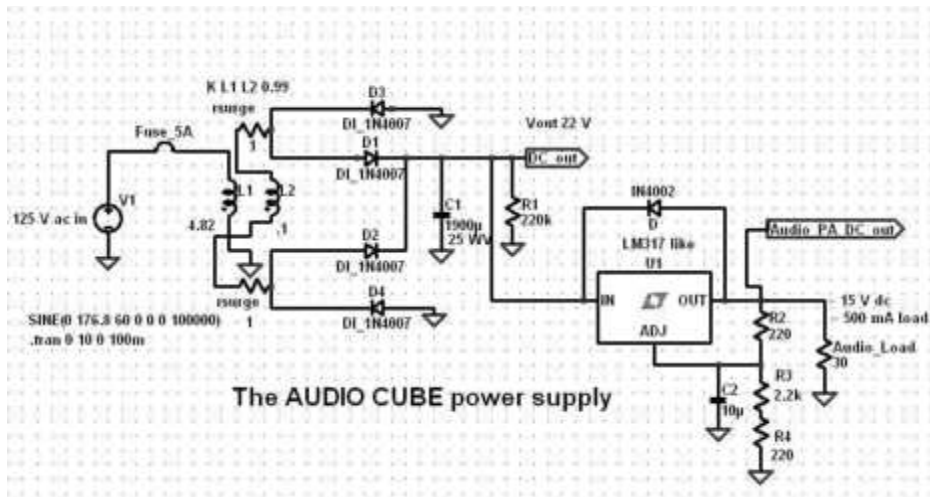 K L1 L2 0.99
D3
rsurge
DI_1N4007
Vout 22 V
Fuse_5A
1
D1
DC_out
DI_1N4007
V1
L1
L2
C1
R1
IN4002
125 V ac in
1900µ
220k
D
4.82
.1
D2
25 WV
LM317 like
Audio_PA_DC_out
DI_1N4007
U1
IN
OUT
- 15 V dc
rsurge
D4
- 500 mA load
SINE(0 176.8 60 0 0 0 100000)
1
DI_1N4007
ADJ
R2
.tran 0 10 0 100m
220
Audio_Load
30
The AUDIO CUBE power supply
C2
R3
10µ
2.2k
R4
220